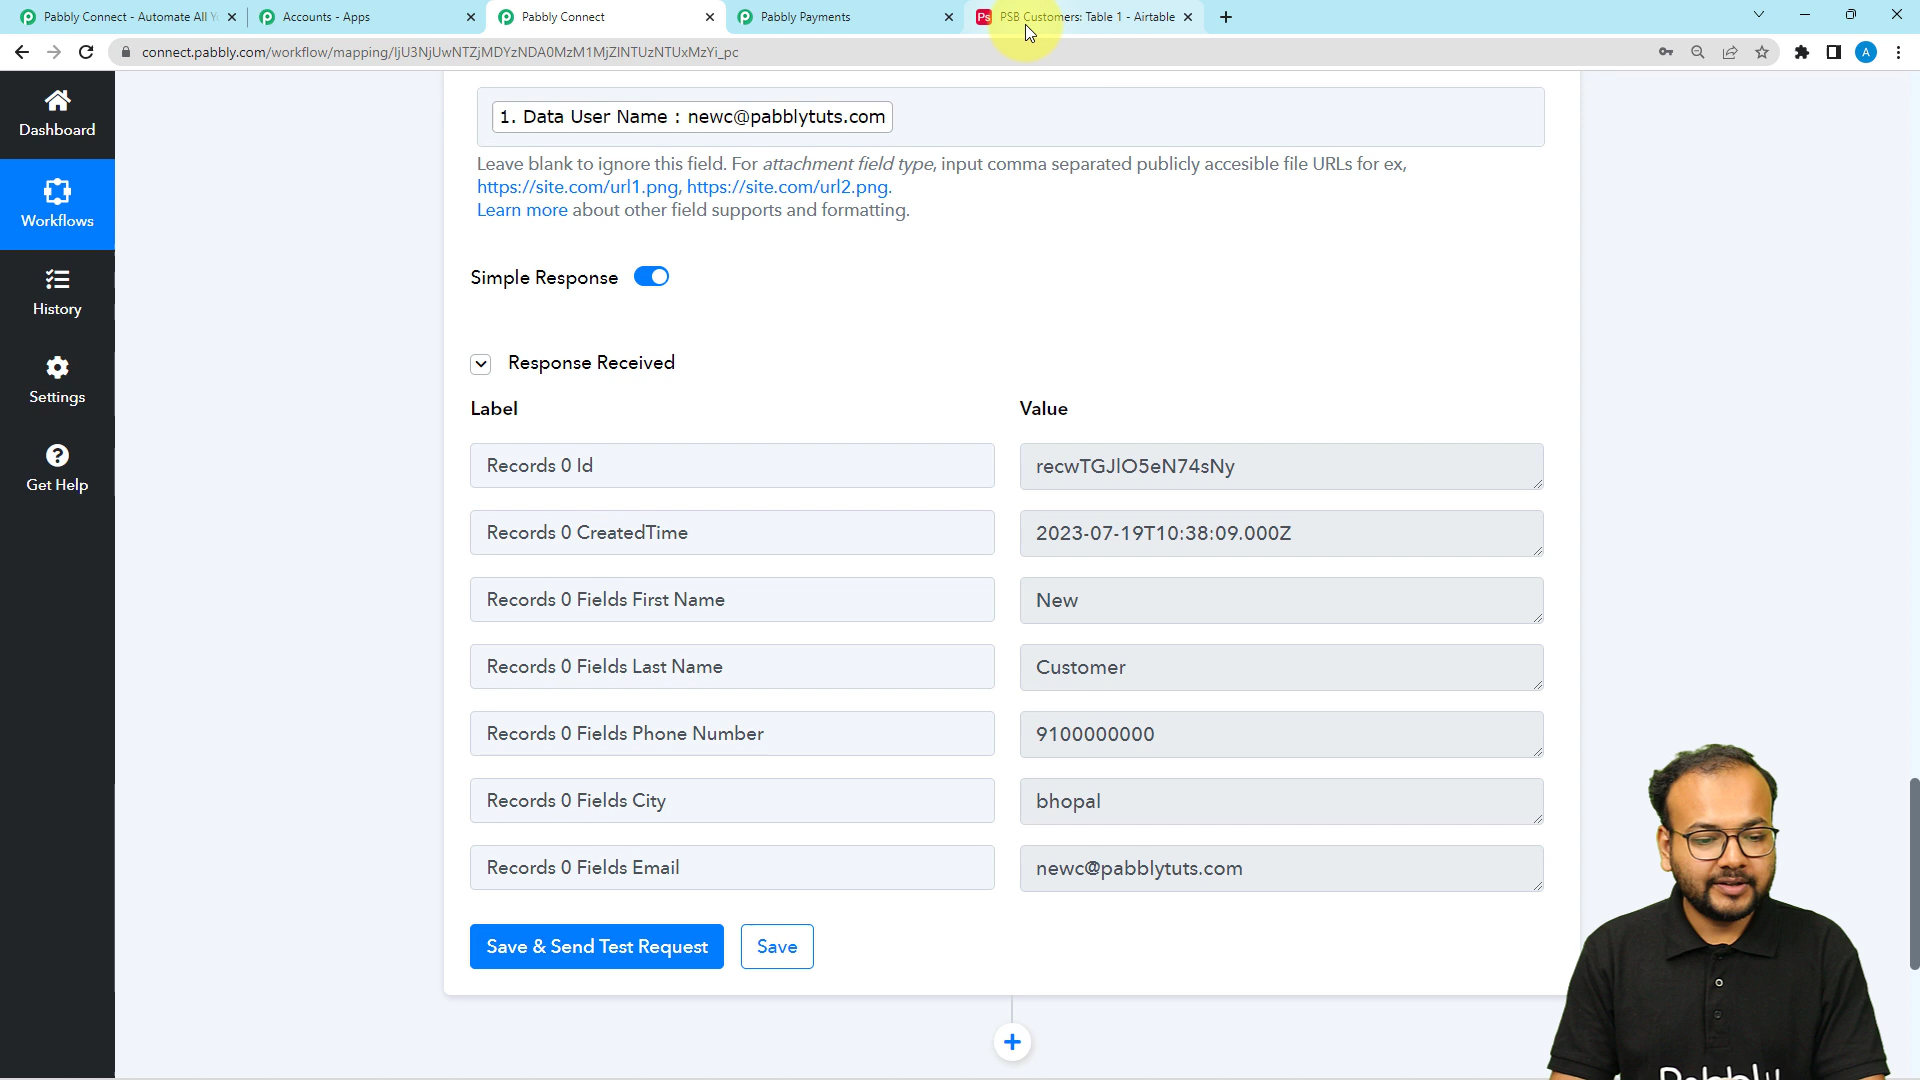 Pabbly Connect - Automate All Y
Accounts - Apps
Pabbly Connect
Pabbly Payments
Ps
PSB Customers: Table 1 - Airtable
connect.pabbly.com/workflow/mapping/IjU3NjUwNTZjMDYzNDA0MzM1MjZlNTUzNTUxMzYi_pc
A
Dashboard
Workflows
History
Settings
Get Help
1. Data User Name : newc@pabblytuts.com
Leave blank to ignore this field. For attachment field type, input comma separated publicly accesible file URLs for ex,
https://site.com/url1.png, https://site.com/url2.png.
Learn more about other field supports and formatting.
Simple Response
Response Received
Label
Value
Records 0 Id
recwTGJlO5eN74sNy
Records 0 CreatedTime
2023-07-19T10:38:09.000Z
Records 0 Fields First Name
New
Records 0 Fields Last Name
Customer
Records 0 Fields Phone Number
9100000000
Records 0 Fields City
bhopal
Records 0 Fields Email
newc@pabblytuts.com
Save & Send Test Request
Save
Pabbly